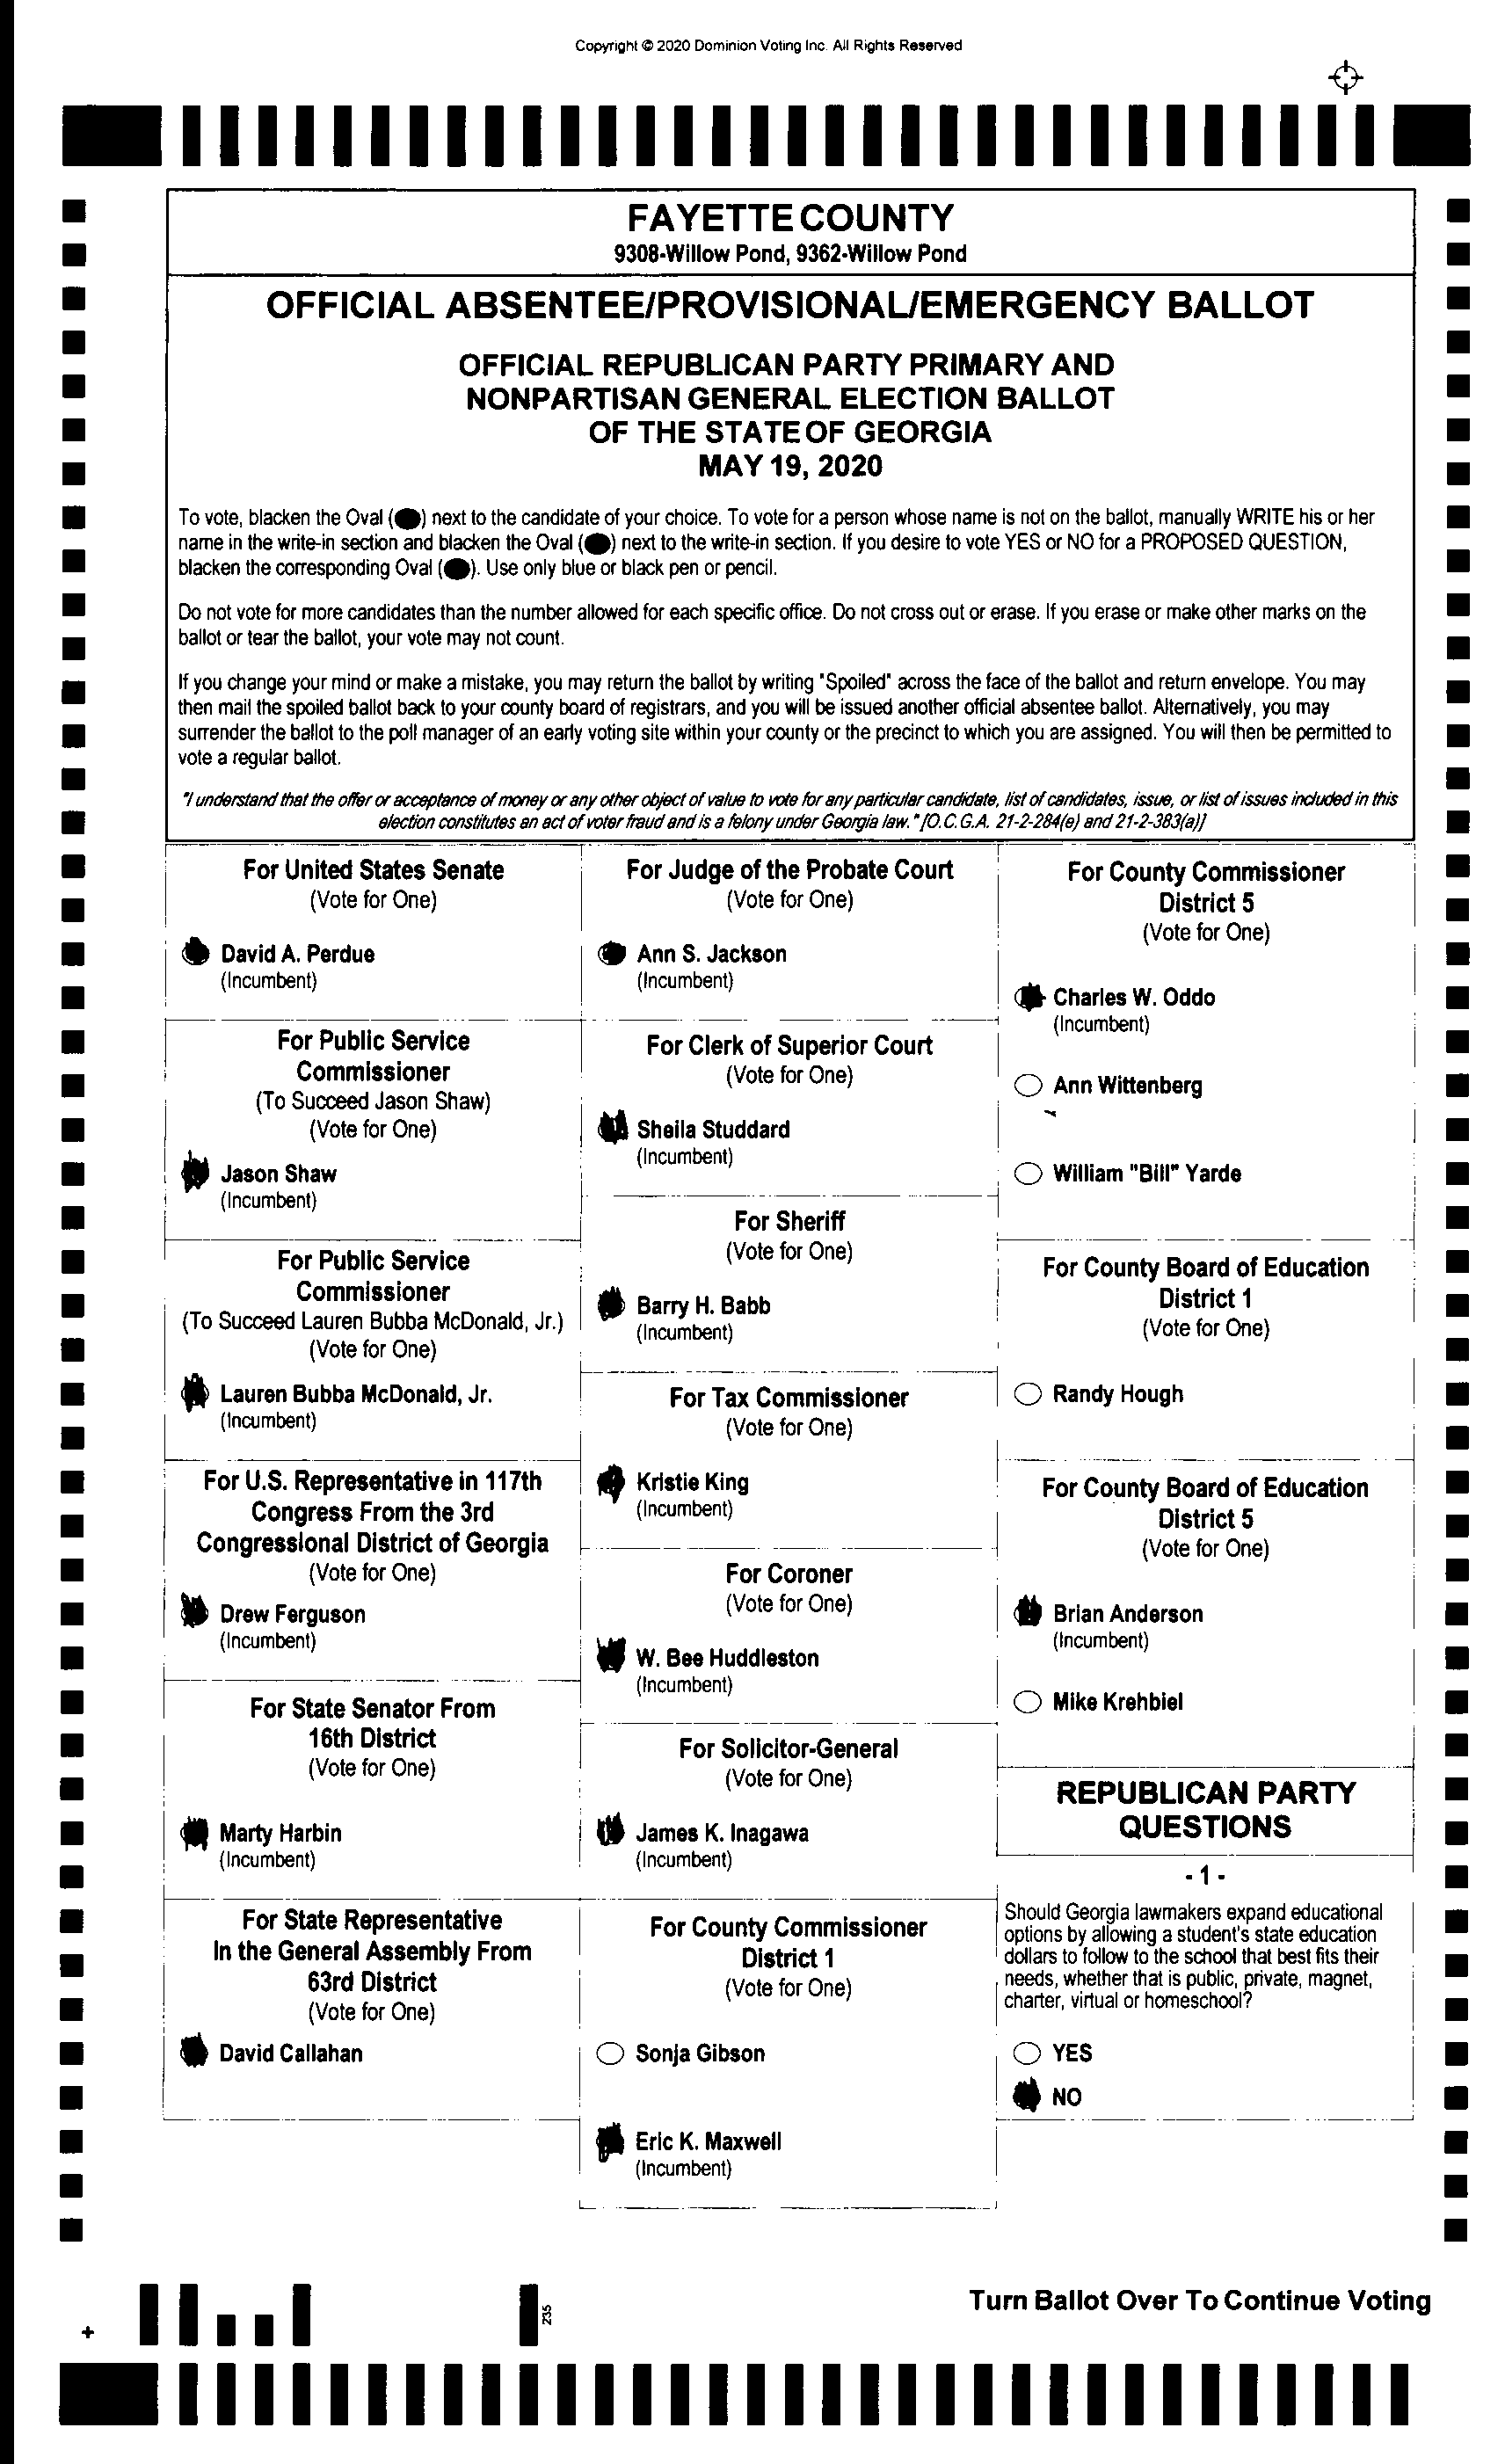 Copyright © 2020 Dominion Voting Inc. All Rights Reserved
FAYETTE COUNTY
9308-Willow Pond, 9362-Willow Pond
OFFICIAL ABSENTEE/PROVISIONAL/EMERGENCY BALLOT
OFFICIAL REPUBLICAN PARTY PRIMARY AND
NONPARTISAN GENERAL ELECTION BALLOT
OF THE STATE OF GEORGIA
MAY 19, 2020
To vote, blacken the Oval (●) next to the candidate of your choice. To vote for a person whose name is not on the ballot, manually WRITE his or her
name in the write-in section and blacken the Oval (●) next to the write-in section. If you desire to vote YES or NO for a PROPOSED QUESTION,
blacken the corresponding Oval (●). Use only blue or black pen or pencil.
Do not vote for more candidates than the number allowed for each specific office. Do not cross out or erase. If you erase or make other marks on the
ballot or tear the ballot, your vote may not count.
If you change your mind or make a mistake, you may return the ballot by writing "Spoiled" across the face of the ballot and return envelope. You may
then mail the spoiled ballot back to your county board of registrars, and you will be issued another official absentee ballot. Alternatively, you may
surrender the ballot to the poll manager of an early voting site within your county or the precinct to which you are assigned. You will then be permitted to
vote a regular ballot.
"I understand that the offer or acceptance of money or any other object of value to vote for any particular candidate, list of candidates, issue, or list of issues included in this
election constitutes an act of voter fraud and is a felony under Georgia law." [O.C.G.A. 21-2-284(e) and 21-2-383(a)]
For United States Senate
(Vote for One)
David A. Perdue
(Incumbent)
For Public Service
Commissioner
(To Succeed Jason Shaw)
(Vote for One)
Jason Shaw
(Incumbent)
For Public Service
Commissioner
(To Succeed Lauren Bubba McDonald, Jr.)
(Vote for One)
Lauren Bubba McDonald, Jr.
(Incumbent)
For U.S. Representative in 117th
Congress From the 3rd
Congressional District of Georgia
(Vote for One)
Drew Ferguson
(Incumbent)
For State Senator From
16th District
(Vote for One)
Marty Harbin
(Incumbent)
For State Representative
In the General Assembly From
63rd District
(Vote for One)
David Callahan
For Judge of the Probate Court
(Vote for One)
Ann S. Jackson
(Incumbent)
For Clerk of Superior Court
(Vote for One)
Sheila Studdard
(Incumbent)
For Sheriff
(Vote for One)
Barry H. Babb
(Incumbent)
For Tax Commissioner
(Vote for One)
Kristie King
(Incumbent)
For Coroner
(Vote for One)
W. Bee Huddleston
(Incumbent)
For Solicitor-General
(Vote for One)
James K. Inagawa
(Incumbent)
For County Commissioner
District 1
(Vote for One)
Sonja Gibson
Eric K. Maxwell
(Incumbent)
For County Commissioner
District 5
(Vote for One)
Charles W. Oddo
(Incumbent)
Ann Wittenberg
William "Bill" Yarde
For County Board of Education
District 1
(Vote for One)
Randy Hough
For County Board of Education
District 5
(Vote for One)
Brian Anderson
(Incumbent)
Mike Krehbiel
REPUBLICAN PARTY
QUESTIONS
- 1 -
Should Georgia lawmakers expand educational
options by allowing a student's state education
dollars to follow to the school that best fits their
needs, whether that is public, private, magnet,
charter, virtual or homeschool?
YES
NO
Turn Ballot Over To Continue Voting
235